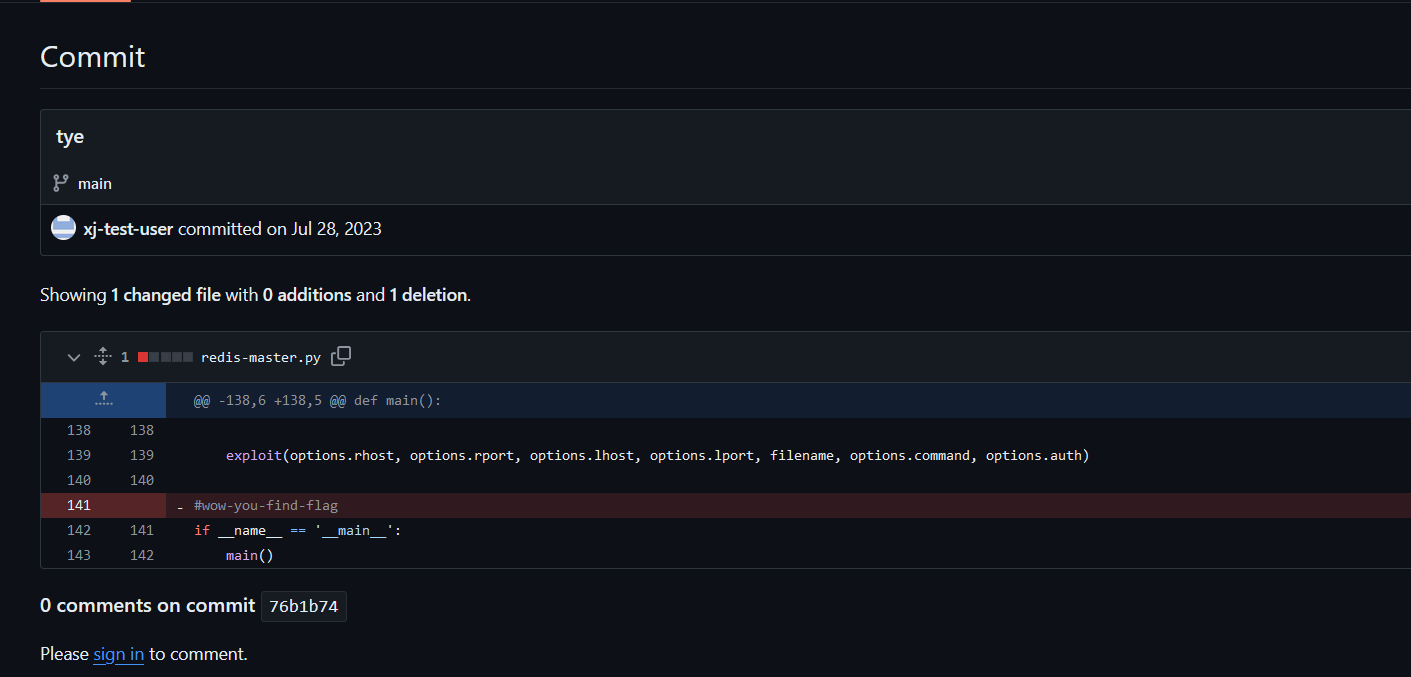 Commit
tye
main
xj-test-user committed on Jul 28, 2023
Showing 1 changed file with 0 additions and 1 deletion.
1 redis-master.py
@@ -138,6 +138,5 @@ def main():
138 138
139 139 exploit(options.rhost, options.rport, options.lhost, options.lport, filename, options.command, options.auth)
140 140
141 - #wow-you-find-flag
142 141 if __name__ == '__main__':
143 142 main()
0 comments on commit 76b1b74
Please sign in to comment.